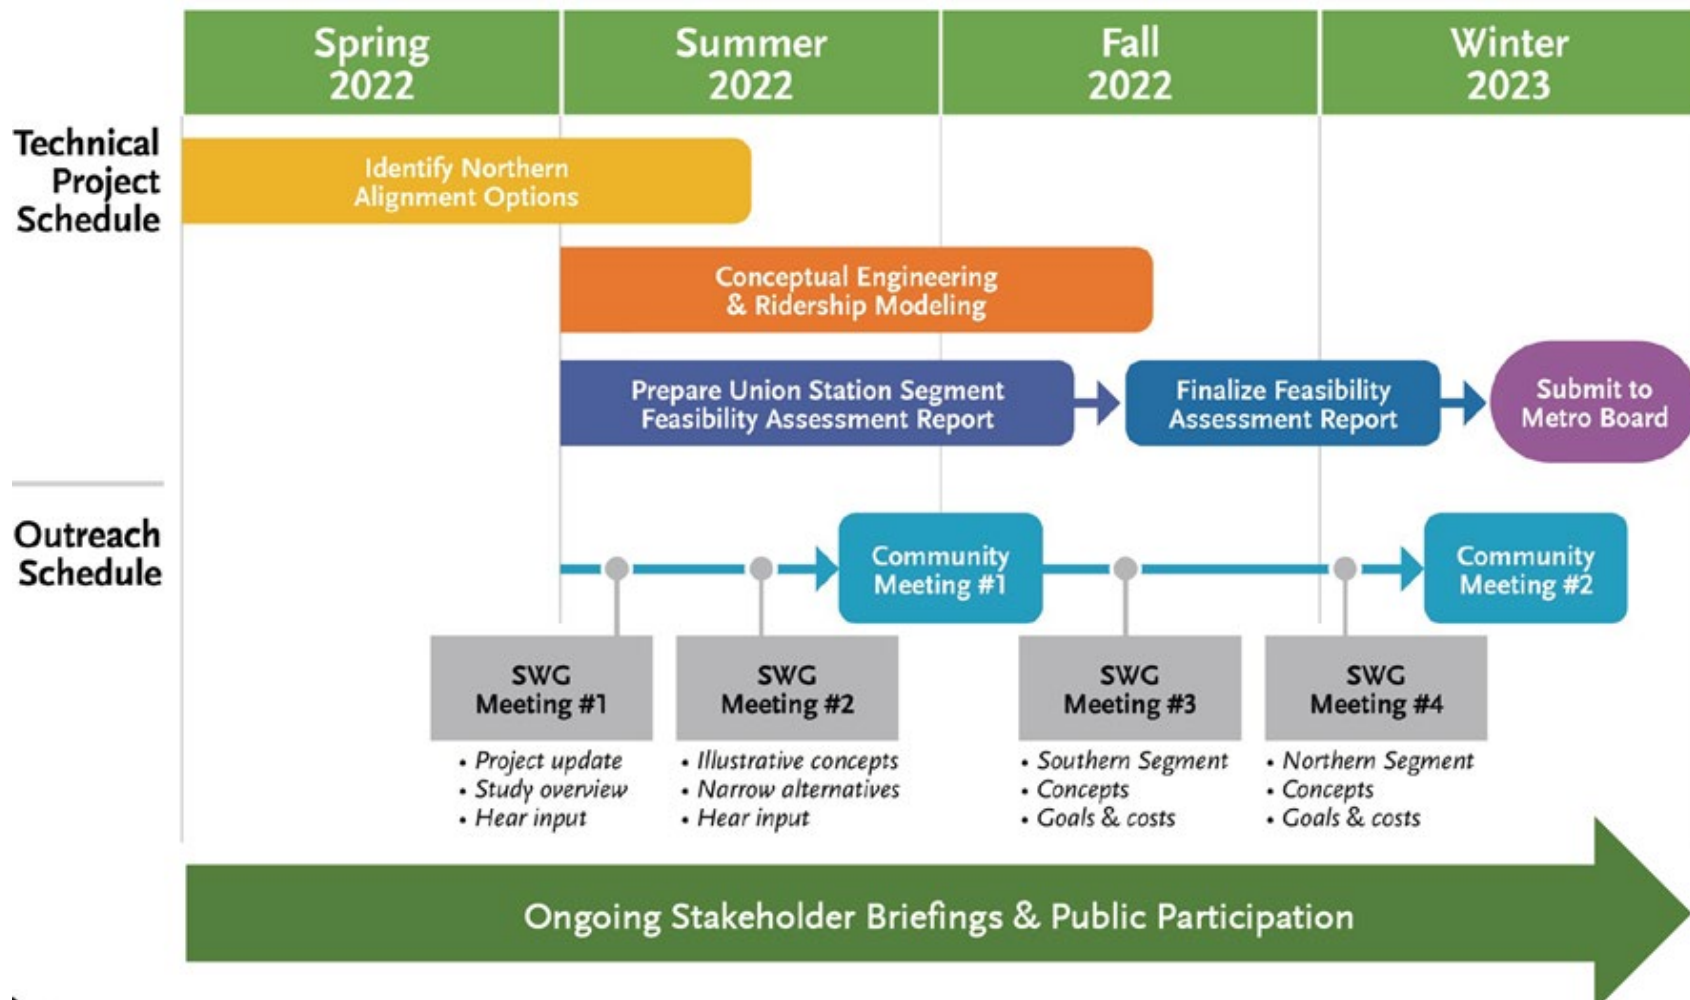 Spring
2022
Summer
2022
Fall
2022
Winter
2023
Technical
Project
Schedule
Identify Northern
Alignment Options
Conceptual Engineering
& Ridership Modeling
Prepare Union Station Segment
Feasibility Assessment Report
Finalize Feasibility
Assessment Report
Submit to
Metro Board
Outreach
Schedule
Community
Meeting #1
Community
Meeting #2
SWG
Meeting #1
• Project update
• Study overview
• Hear input
SWG
Meeting #2
• Illustrative concepts
• Narrow alternatives
• Hear input
SWG
Meeting #3
• Southern Segment
• Concepts
• Goals & costs
SWG
Meeting #4
• Northern Segment
• Concepts
• Goals & costs
Ongoing Stakeholder Briefings & Public Participation